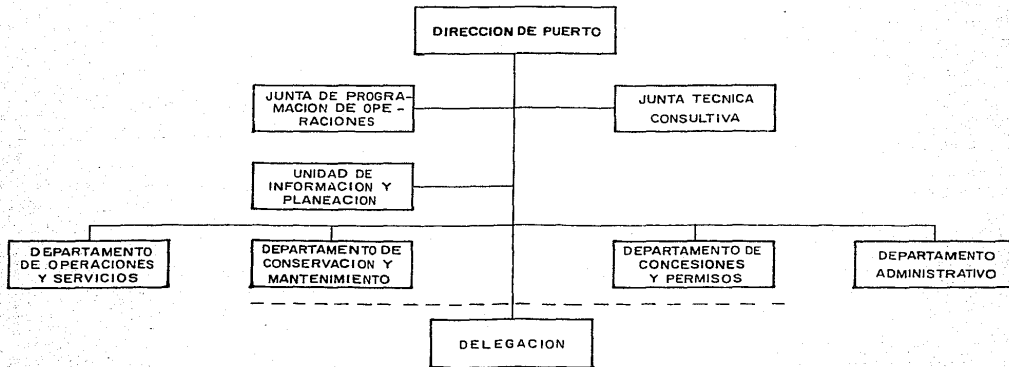 DIRECCION DE PUERTO
JUNTA DE PROGRA-
MACION DE OPE -
RACIONES
JUNTA TECNICA
CONSULTIVA
UNIDAD DE
INFORMACION Y
PLANEACION
DEPARTAMENTO
DE OPERACIONES
Y SERVICIOS
DEPARTAMENTO DE
CONSERVACION Y
MANTENIMIENTO
DEPARTAMENTO DE
CONCESIONES
Y PERMISOS
DEPARTAMENTO
ADMINISTRATIVO
DELEGACION